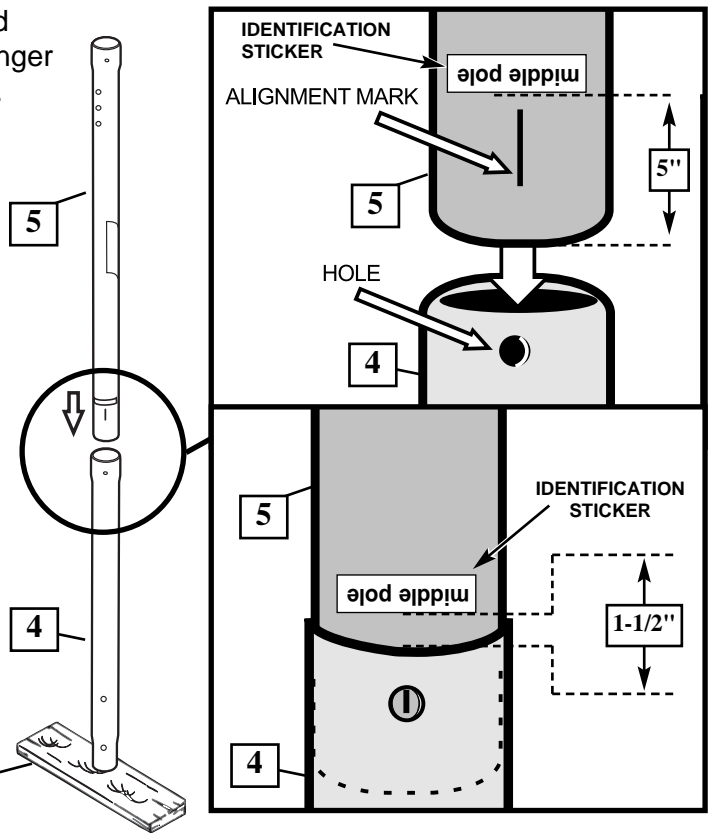 d
nger
5
4
IDENTIFICATION
STICKER
middle pole
ALIGNMENT MARK
5"
5
HOLE
4
5
IDENTIFICATION
STICKER
middle pole
1-1/2"
4